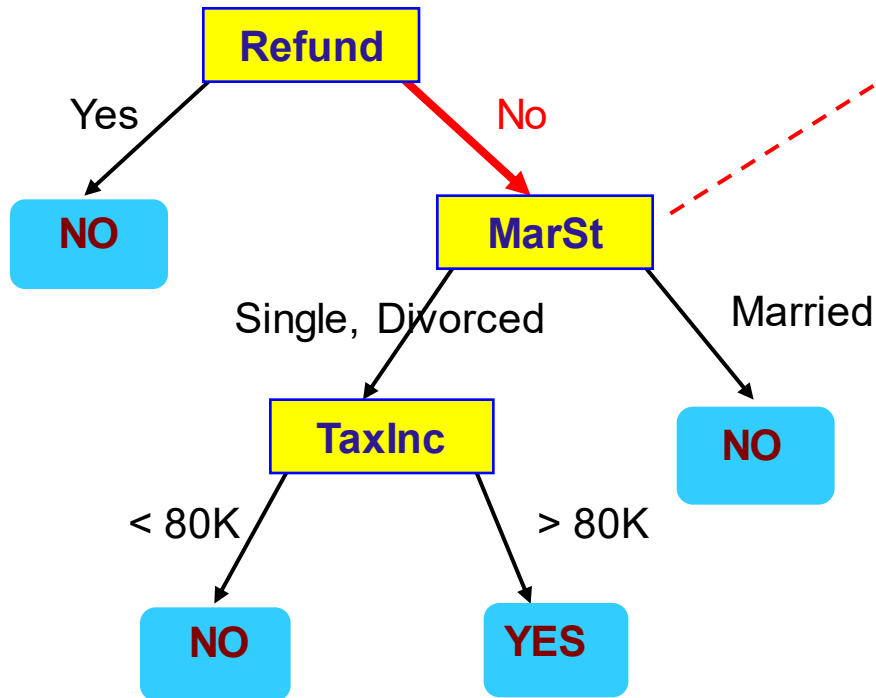 Refund
Yes
No
NO
MarSt
Single, Divorced
Married
TaxInc
NO
< 80K
> 80K
NO
YES